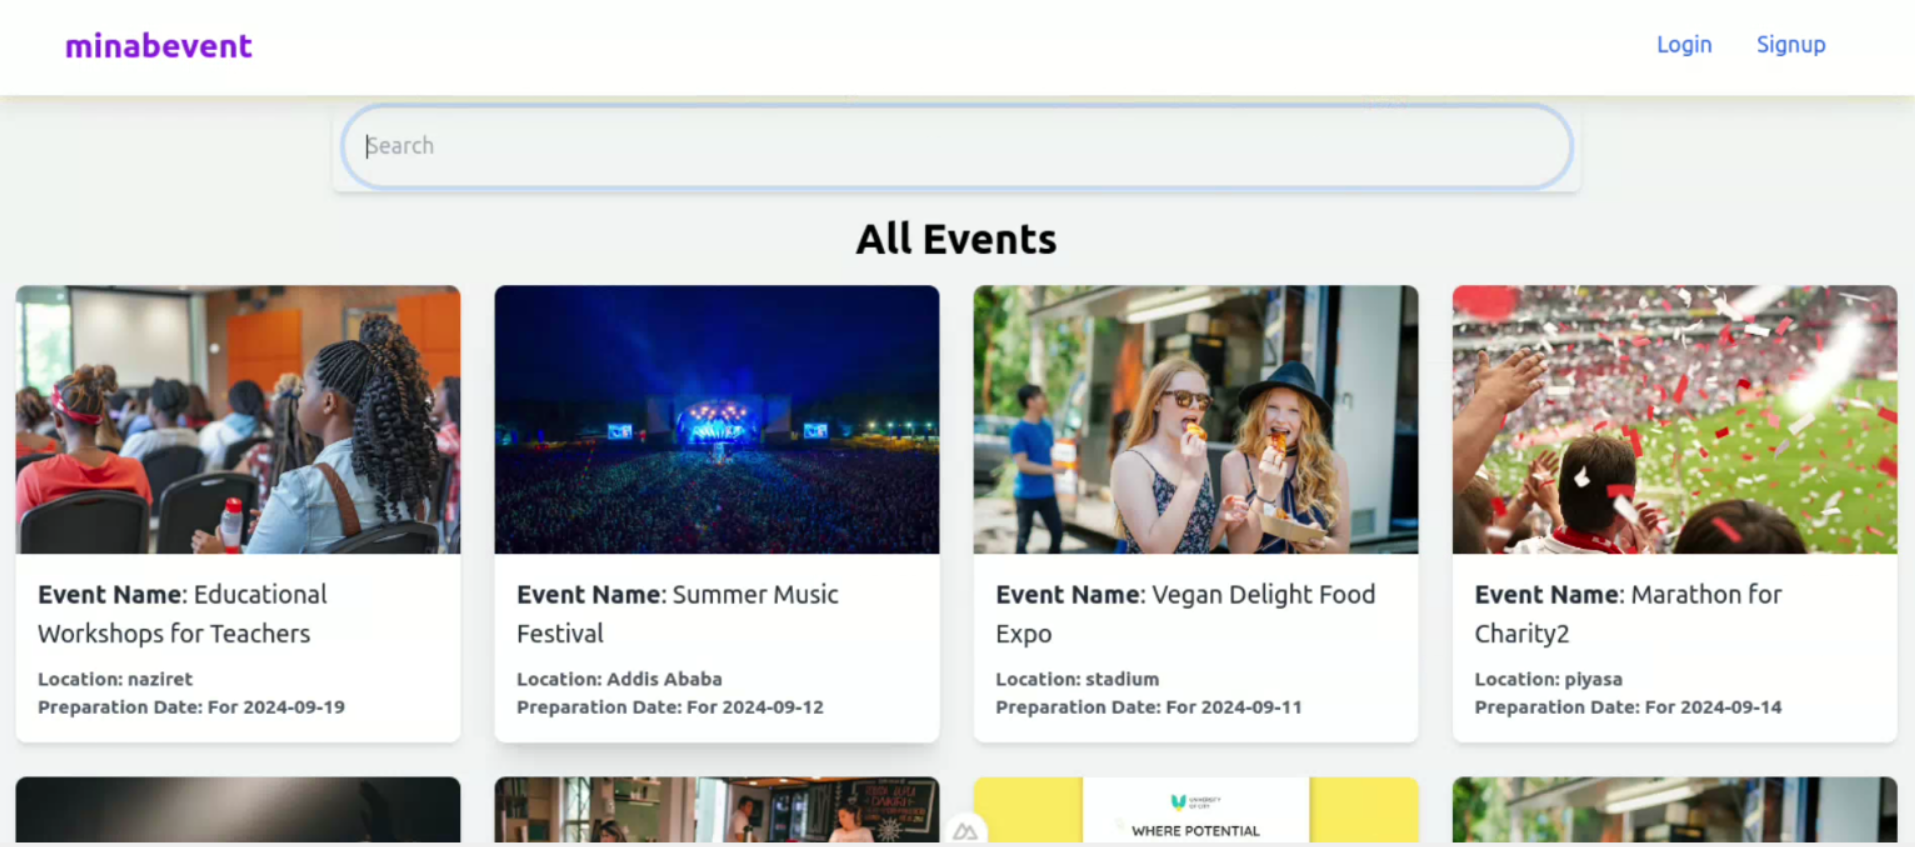 minabevent
Login
Signup
Search
All Events
Event Name: Educational
Workshops for Teachers
Location: naziret
Preparation Date: For 2024-09-19
Event Name: Summer Music
Festival
Location: Addis Ababa
Preparation Date: For 2024-09-12
Event Name: Vegan Delight Food
Expo
Location: stadium
Preparation Date: For 2024-09-11
Event Name: Marathon for
Charity2
Location: piyasa
Preparation Date: For 2024-09-14
UNIVERSITY
OF CITY
WHERE POTENTIAL